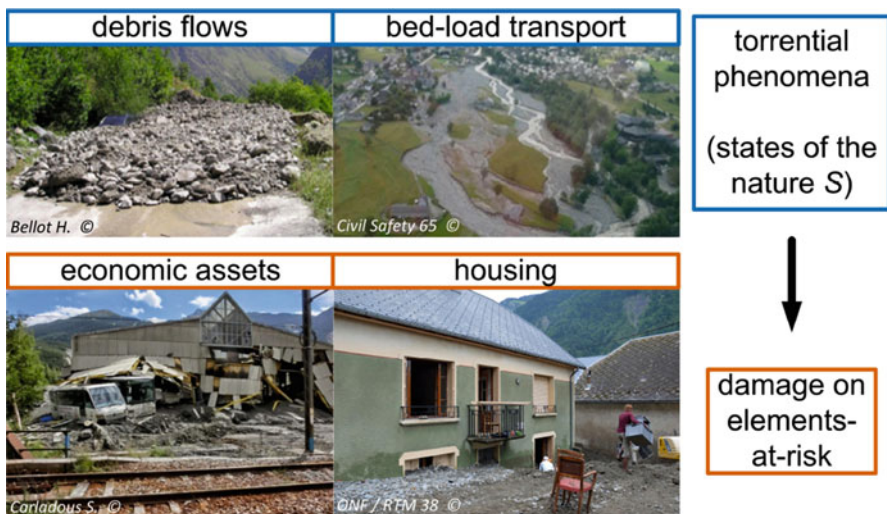 debris flows
bed-load transport
torrential
phenomena
(states of the
nature S)
Bellot H. ©
Civil Safety 65 ©
economic assets
housing
damage on
elements-
at-risk
Carladous S. ©
ONF / RTM 38 ©